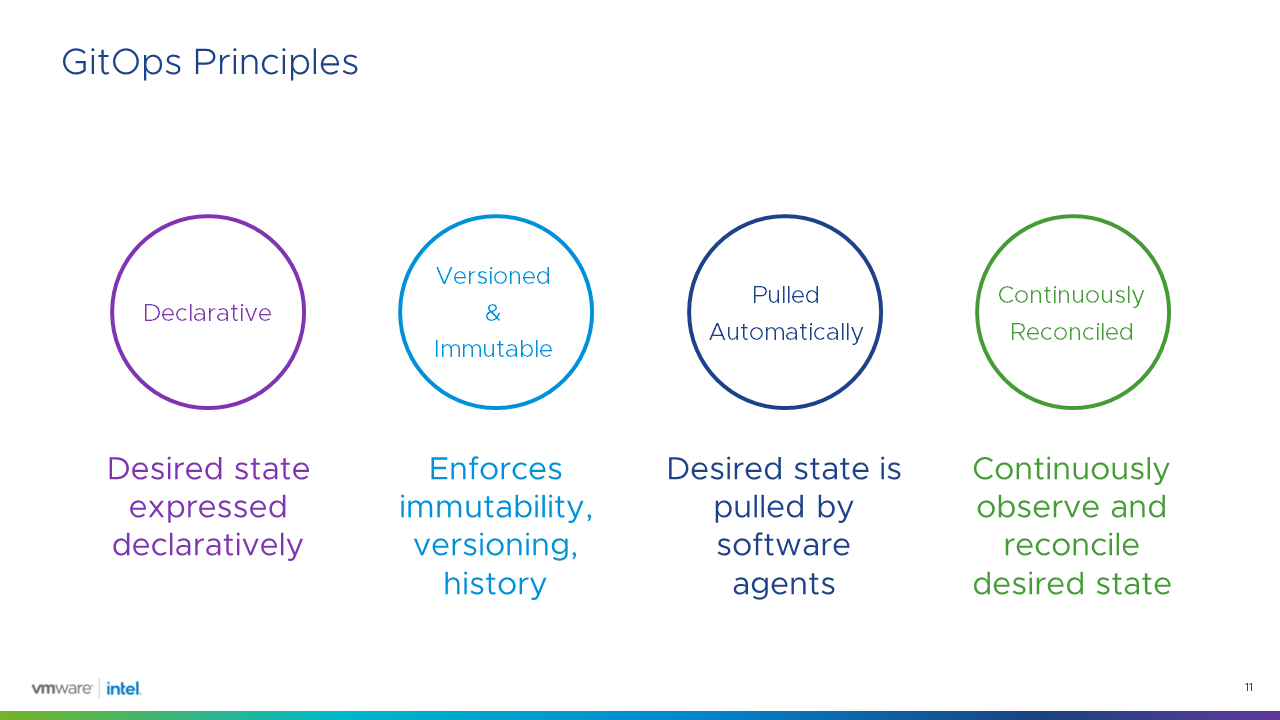 GitOps Principles
Declarative
Versioned
&
Immutable
Pulled
Automatically
Continuously
Reconciled
Desired state
expressed
declaratively
Enforces
immutability,
versioning,
history
Desired state is
pulled by
software
agents
Continuously
observe and
reconcile
desired state
vmware intel.
11